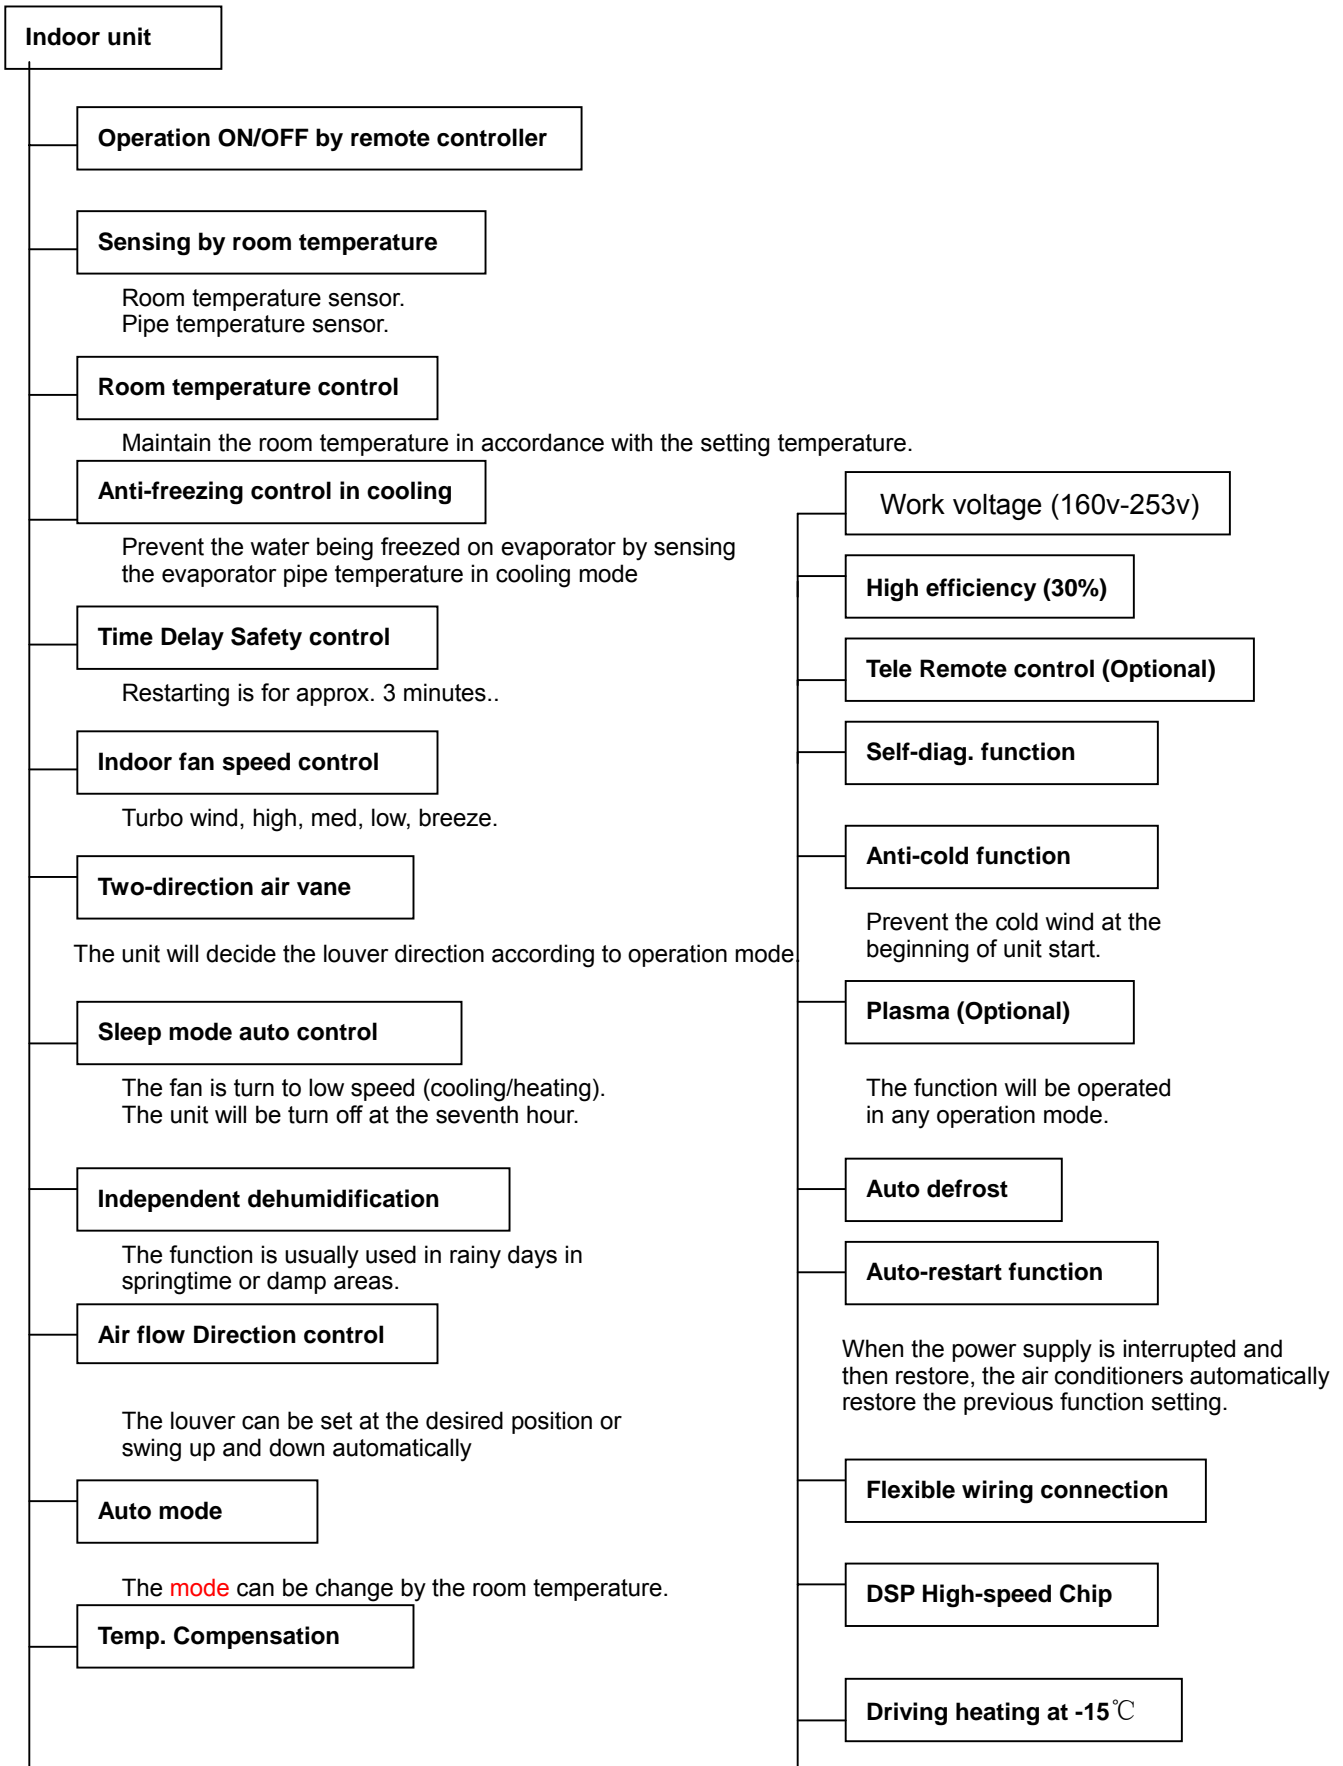 Indoor unit
Operation ON/OFF by remote controller
Sensing by room temperature
Room temperature sensor.
Pipe temperature sensor.
Room temperature control
Maintain the room temperature in accordance with the setting temperature.
Anti-freezing control in cooling
Prevent the water being freezed on evaporator by sensing
the evaporator pipe temperature in cooling mode
Time Delay Safety control
Restarting is for approx. 3 minutes..
Indoor fan speed control
Turbo wind, high, med, low, breeze.
Two-direction air vane
The unit will decide the louver direction according to operation mode.
Sleep mode auto control
The fan is turn to low speed (cooling/heating).
The unit will be turn off at the seventh hour.
Independent dehumidification
The function is usually used in rainy days in
springtime or damp areas.
Air flow Direction control
The louver can be set at the desired position or
swing up and down automatically
Auto mode
The mode can be change by the room temperature.
Temp. Compensation
Work voltage (160v-253v)
High efficiency (30%)
Tele Remote control (Optional)
Self-diag. function
Anti-cold function
Prevent the cold wind at the
beginning of unit start.
Plasma (Optional)
The function will be operated
in any operation mode.
Auto defrost
Auto-restart function
When the power supply is interrupted and
then restore, the air conditioners automatically
restore the previous function setting.
Flexible wiring connection
DSP High-speed Chip
Driving heating at -15℃